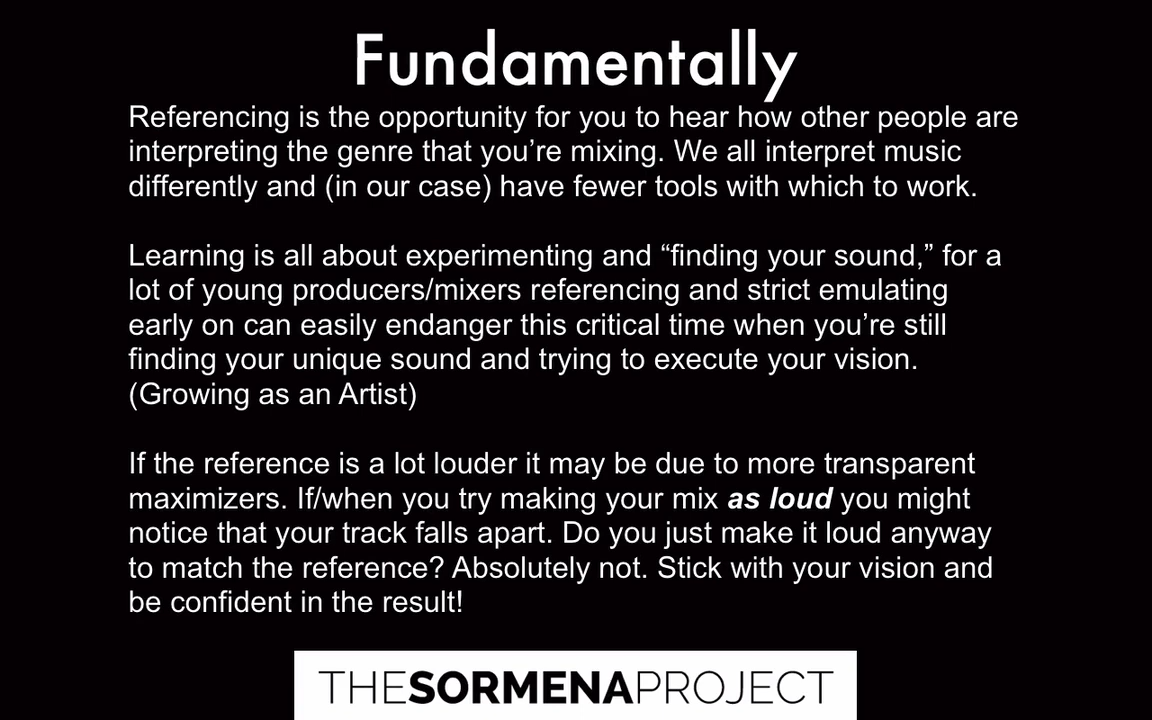 Fundamentally
Referencing is the opportunity for you to hear how other people are
interpreting the genre that you’re mixing. We all interpret music
differently and (in our case) have fewer tools with which to work.
Learning is all about experimenting and “finding your sound,” for a
lot of young producers/mixers referencing and strict emulating
early on can easily endanger this critical time when you’re still
finding your unique sound and trying to execute your vision.
(Growing as an Artist)
If the reference is a lot louder it may be due to more transparent
maximizers. If/when you try making your mix as loud you might
notice that your track falls apart. Do you just make it loud anyway
to match the reference? Absolutely not. Stick with your vision and
be confident in the result!
THESORMENAPROJECT